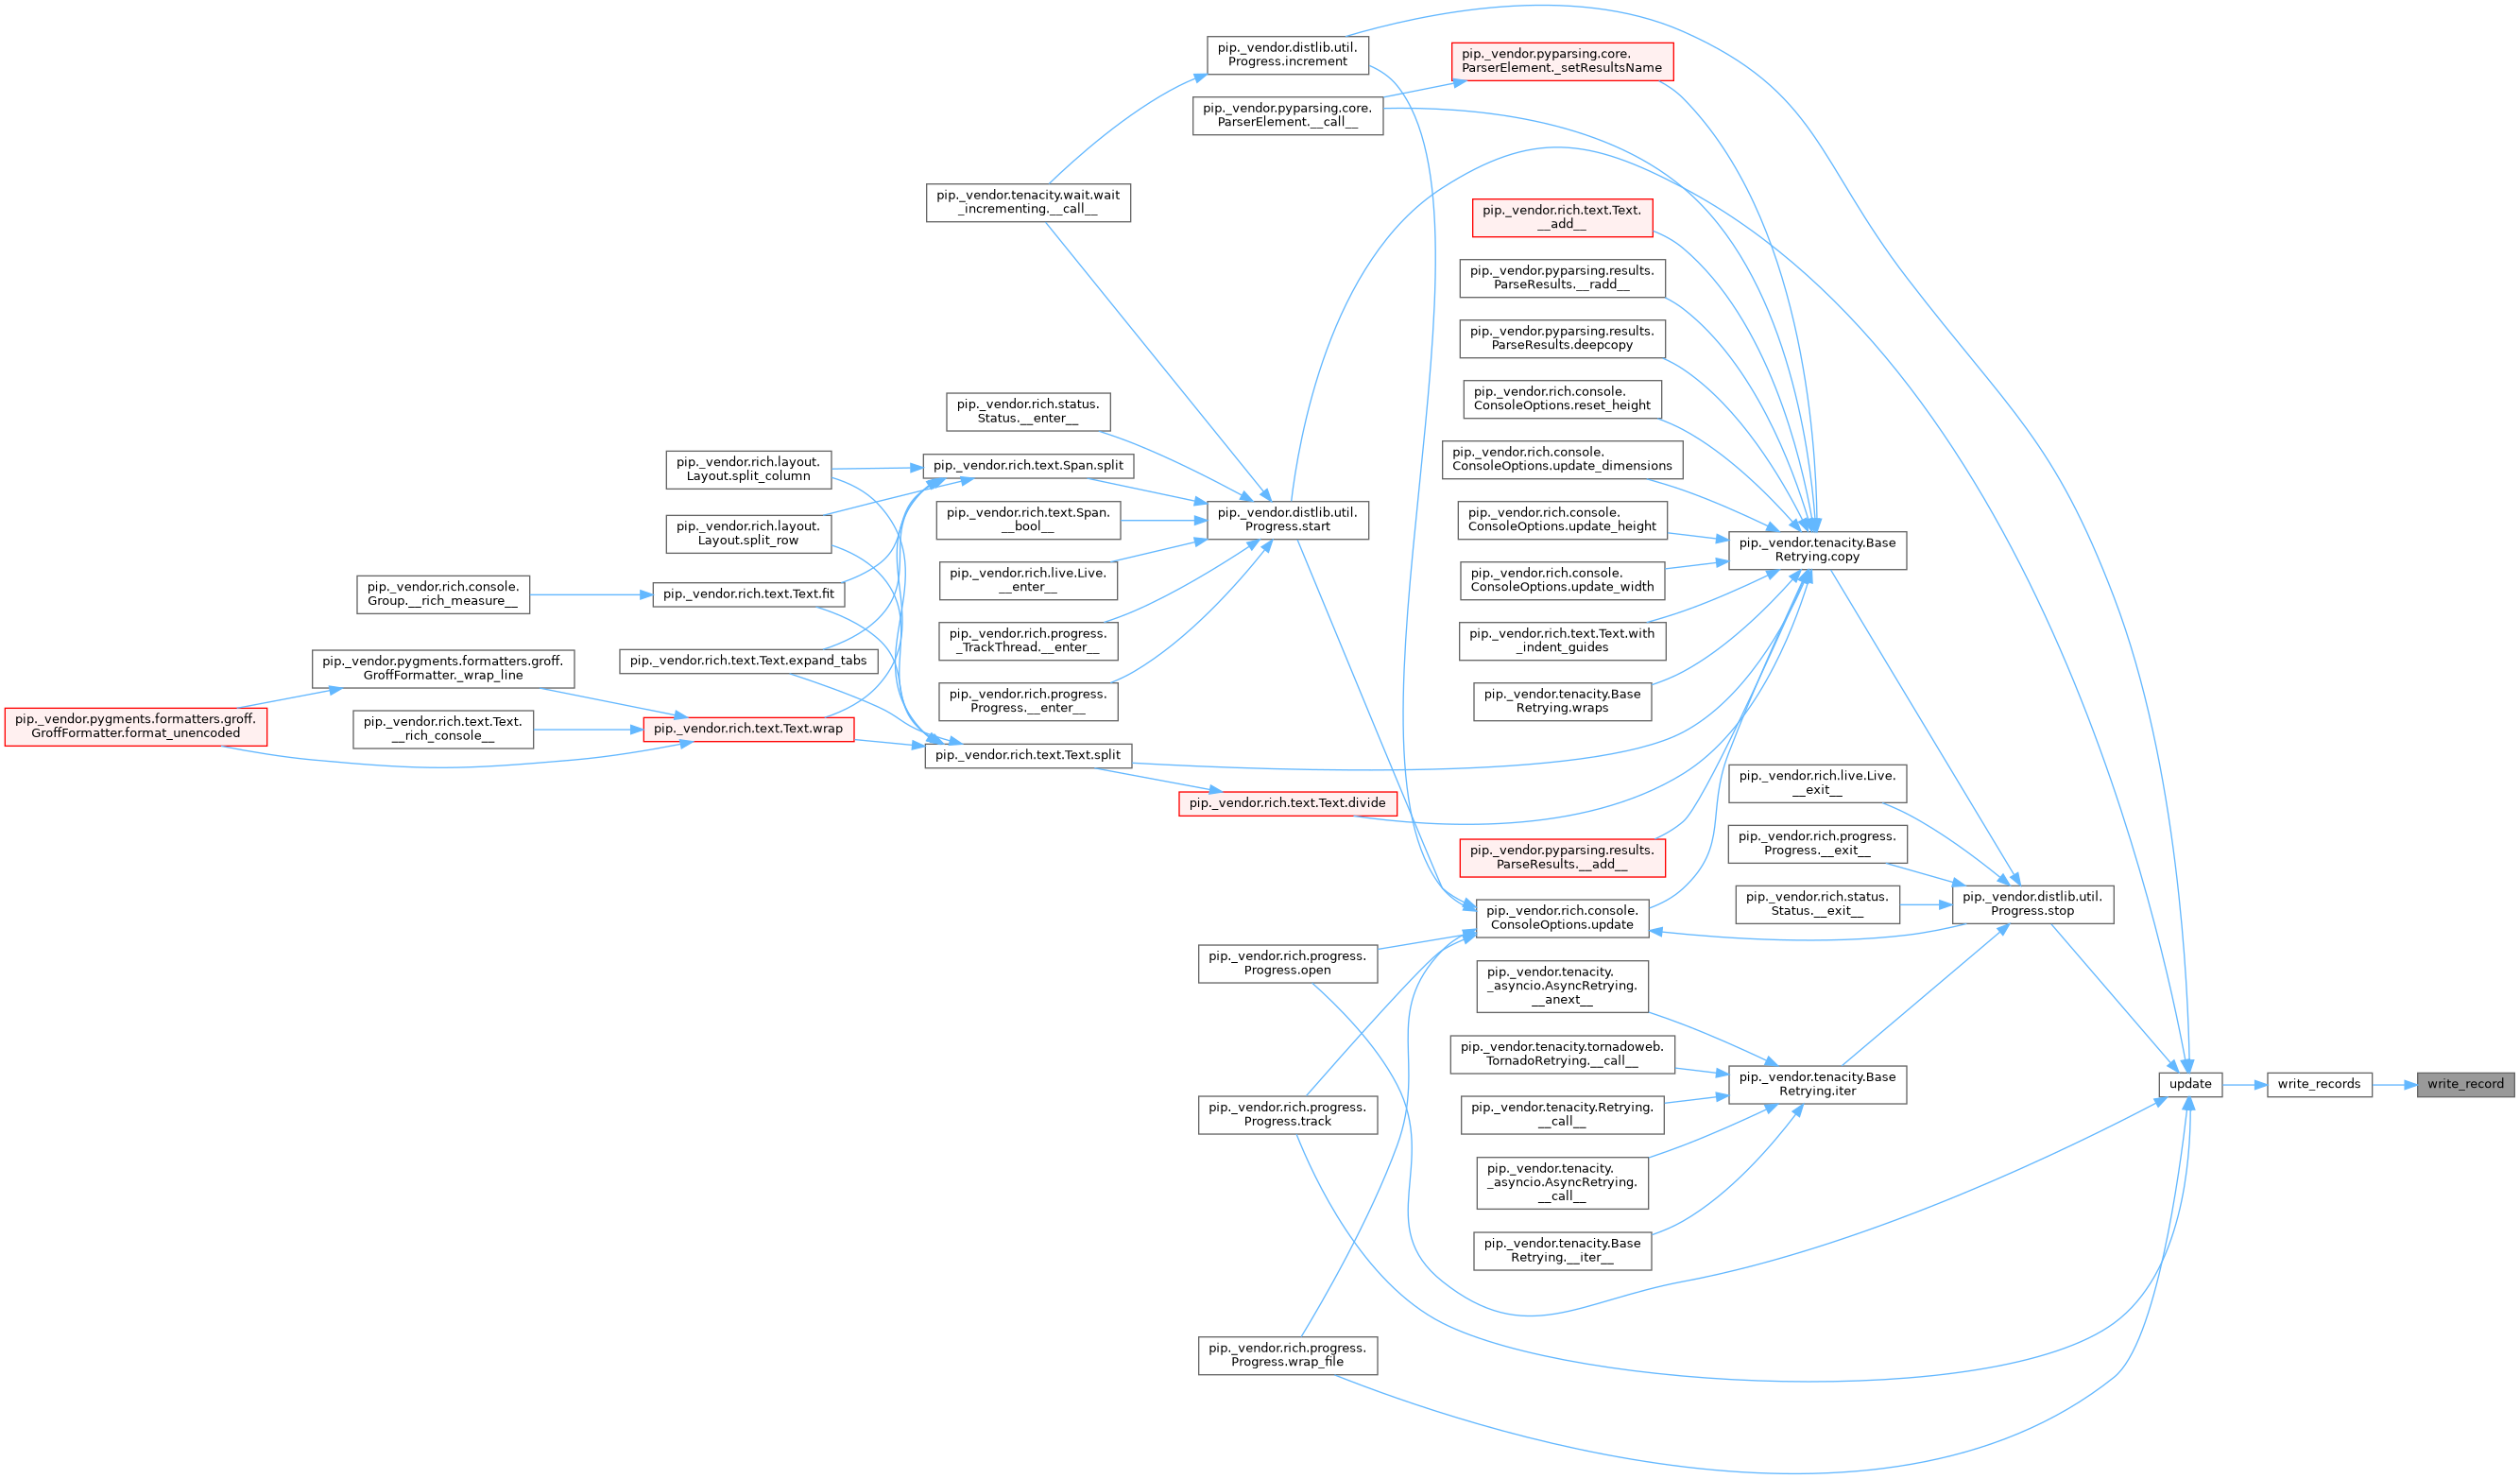 pip._vendor.distlib.util.
Progress.increment
pip._vendor.pyparsing.core.
ParserElement._setResultsName
pip._vendor.pyparsing.core.
ParserElement.__call__
pip._vendor.tenacity.wait.wait
_incrementing.__call__
pip._vendor.rich.text.Text.
__add__
pip._vendor.pyparsing.results.
ParseResults.__radd__
pip._vendor.pyparsing.results.
ParseResults.deepcopy
pip._vendor.rich.console.
ConsoleOptions.reset_height
pip._vendor.rich.status.
Status.__enter__
pip._vendor.rich.console.
ConsoleOptions.update_dimensions
pip._vendor.rich.layout.
Layout.split_column
pip._vendor.rich.text.Span.split
pip._vendor.rich.text.Span.
__bool__
pip._vendor.distlib.util.
Progress.start
pip._vendor.rich.console.
ConsoleOptions.update_height
pip._vendor.rich.layout.
Layout.split_row
pip._vendor.tenacity.Base
Retrying.copy
pip._vendor.rich.live.Live.
__enter__
pip._vendor.rich.console.
ConsoleOptions.update_width
pip._vendor.rich.console.
Group.__rich_measure__
pip._vendor.rich.text.Text.fit
pip._vendor.rich.progress.
_TrackThread.__enter__
pip._vendor.rich.text.Text.with
_indent_guides
pip._vendor.pygments.formatters.groff.
GroffFormatter._wrap_line
pip._vendor.rich.text.Text.expand_tabs
pip._vendor.rich.progress.
Progress.__enter__
pip._vendor.tenacity.Base
Retrying.wraps
pip._vendor.pygments.formatters.groff.
GroffFormatter.format_unencoded
pip._vendor.rich.text.Text.
__rich_console__
pip._vendor.rich.text.Text.wrap
pip._vendor.rich.text.Text.split
pip._vendor.rich.live.Live.
__exit__
pip._vendor.rich.text.Text.divide
pip._vendor.rich.progress.
Progress.__exit__
pip._vendor.pyparsing.results.
ParseResults.__add__
pip._vendor.rich.status.
Status.__exit__
pip._vendor.distlib.util.
Progress.stop
pip._vendor.rich.console.
ConsoleOptions.update
pip._vendor.rich.progress.
Progress.open
pip._vendor.tenacity.
_asyncio.AsyncRetrying.
__anext__
pip._vendor.tenacity.tornadoweb.
TornadoRetrying.__call__
pip._vendor.tenacity.Base
Retrying.iter
update
write_records
write_record
pip._vendor.rich.progress.
Progress.track
pip._vendor.tenacity.Retrying.
__call__
pip._vendor.tenacity.
_asyncio.AsyncRetrying.
__call__
pip._vendor.tenacity.Base
Retrying.__iter__
pip._vendor.rich.progress.
Progress.wrap_file